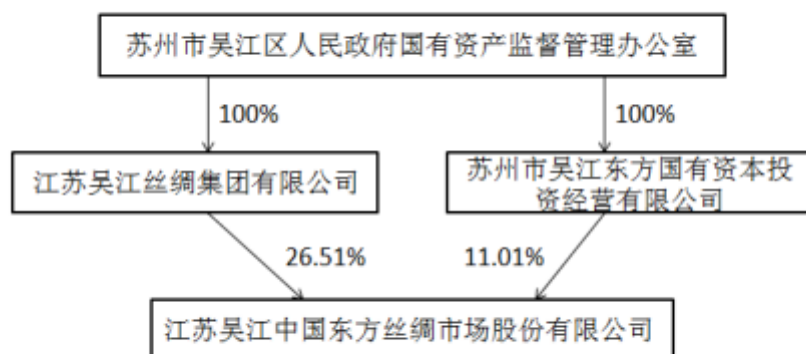 苏州市吴江区人民政府国有资产监督管理办公室
100%
100%
江苏吴江丝绸集团有限公司
苏州市吴江东方国有资本投
资经营有限公司
26.51%
11.01%
江苏吴江中国东方丝绸市场股份有限公司